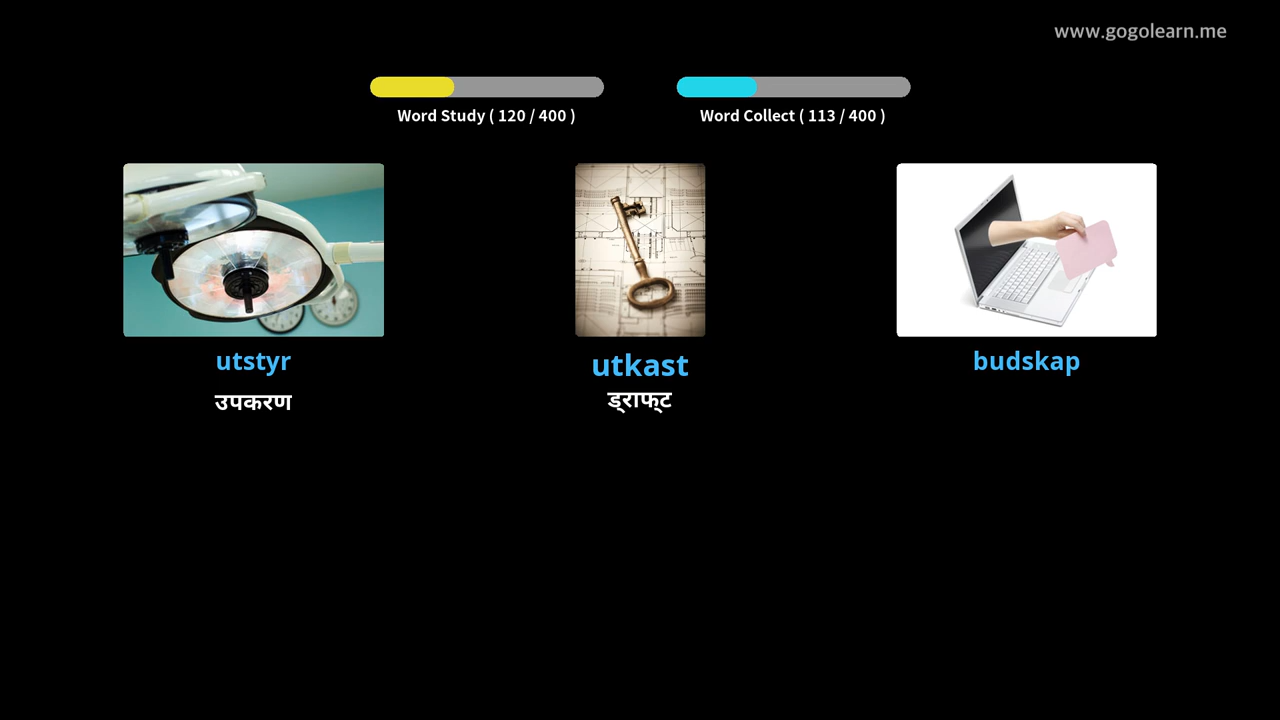 www.gogolearn.me
Word Study ( 120 / 400 )
Word Collect ( 113 / 400 )
utstyr
utkast
budskap
उपकरण
ड्राफ्ट